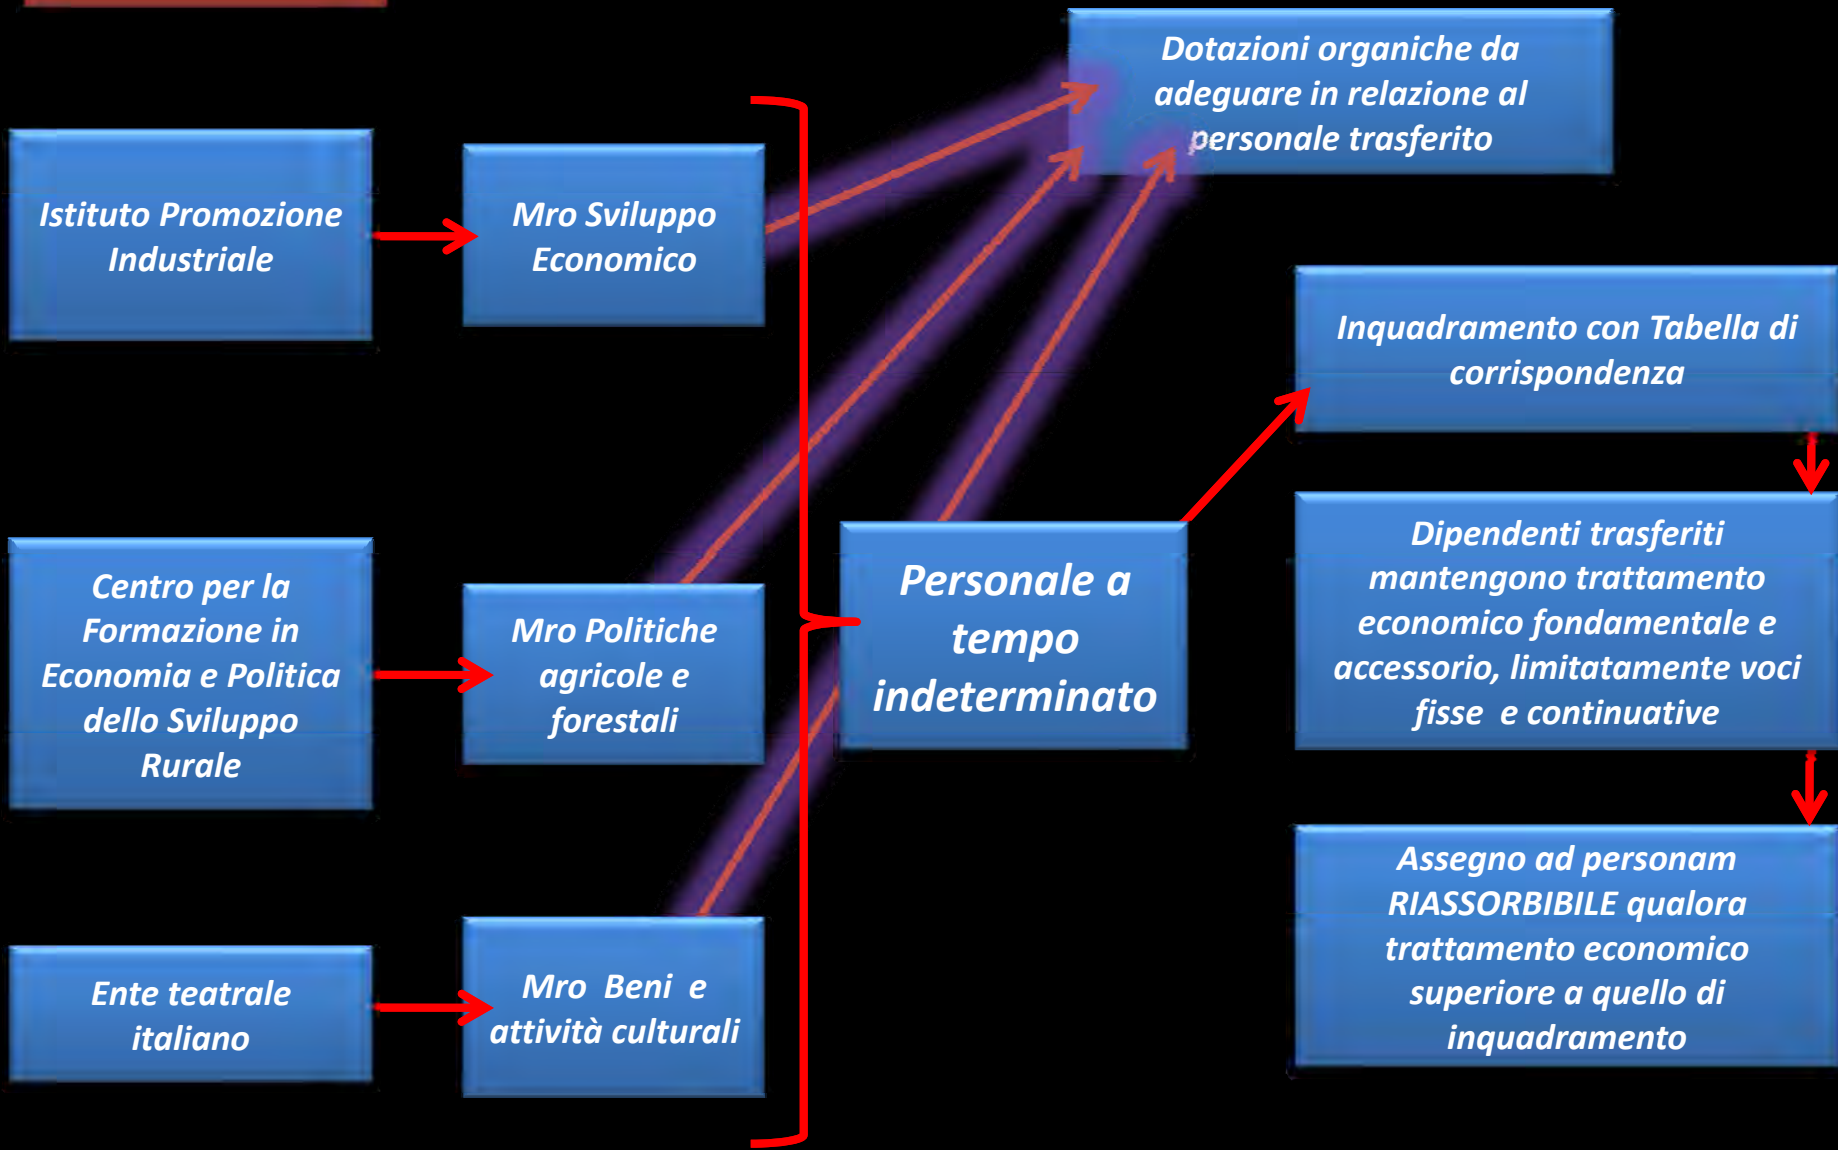 Dotazioni organiche da
adeguare in relazione al
personale trasferito
Istituto Promozione
Industriale
Mro Sviluppo
Economico
Inquadramento con Tabella di
corrispondenza
Centro per la
Formazione in
Economia e Politica
dello Sviluppo
Rurale
Mro Politiche
agricole e
forestali
Personale a
tempo
indeterminato
Dipendenti trasferiti
mantengono trattamento
economico fondamentale e
accessorio, limitatamente voci
fisse e continuative
Ente teatrale
italiano
Mro Beni e
attività culturali
Assegno ad personam
RIASSORBIBILE qualora
trattamento economico
superiore a quello di
inquadramento